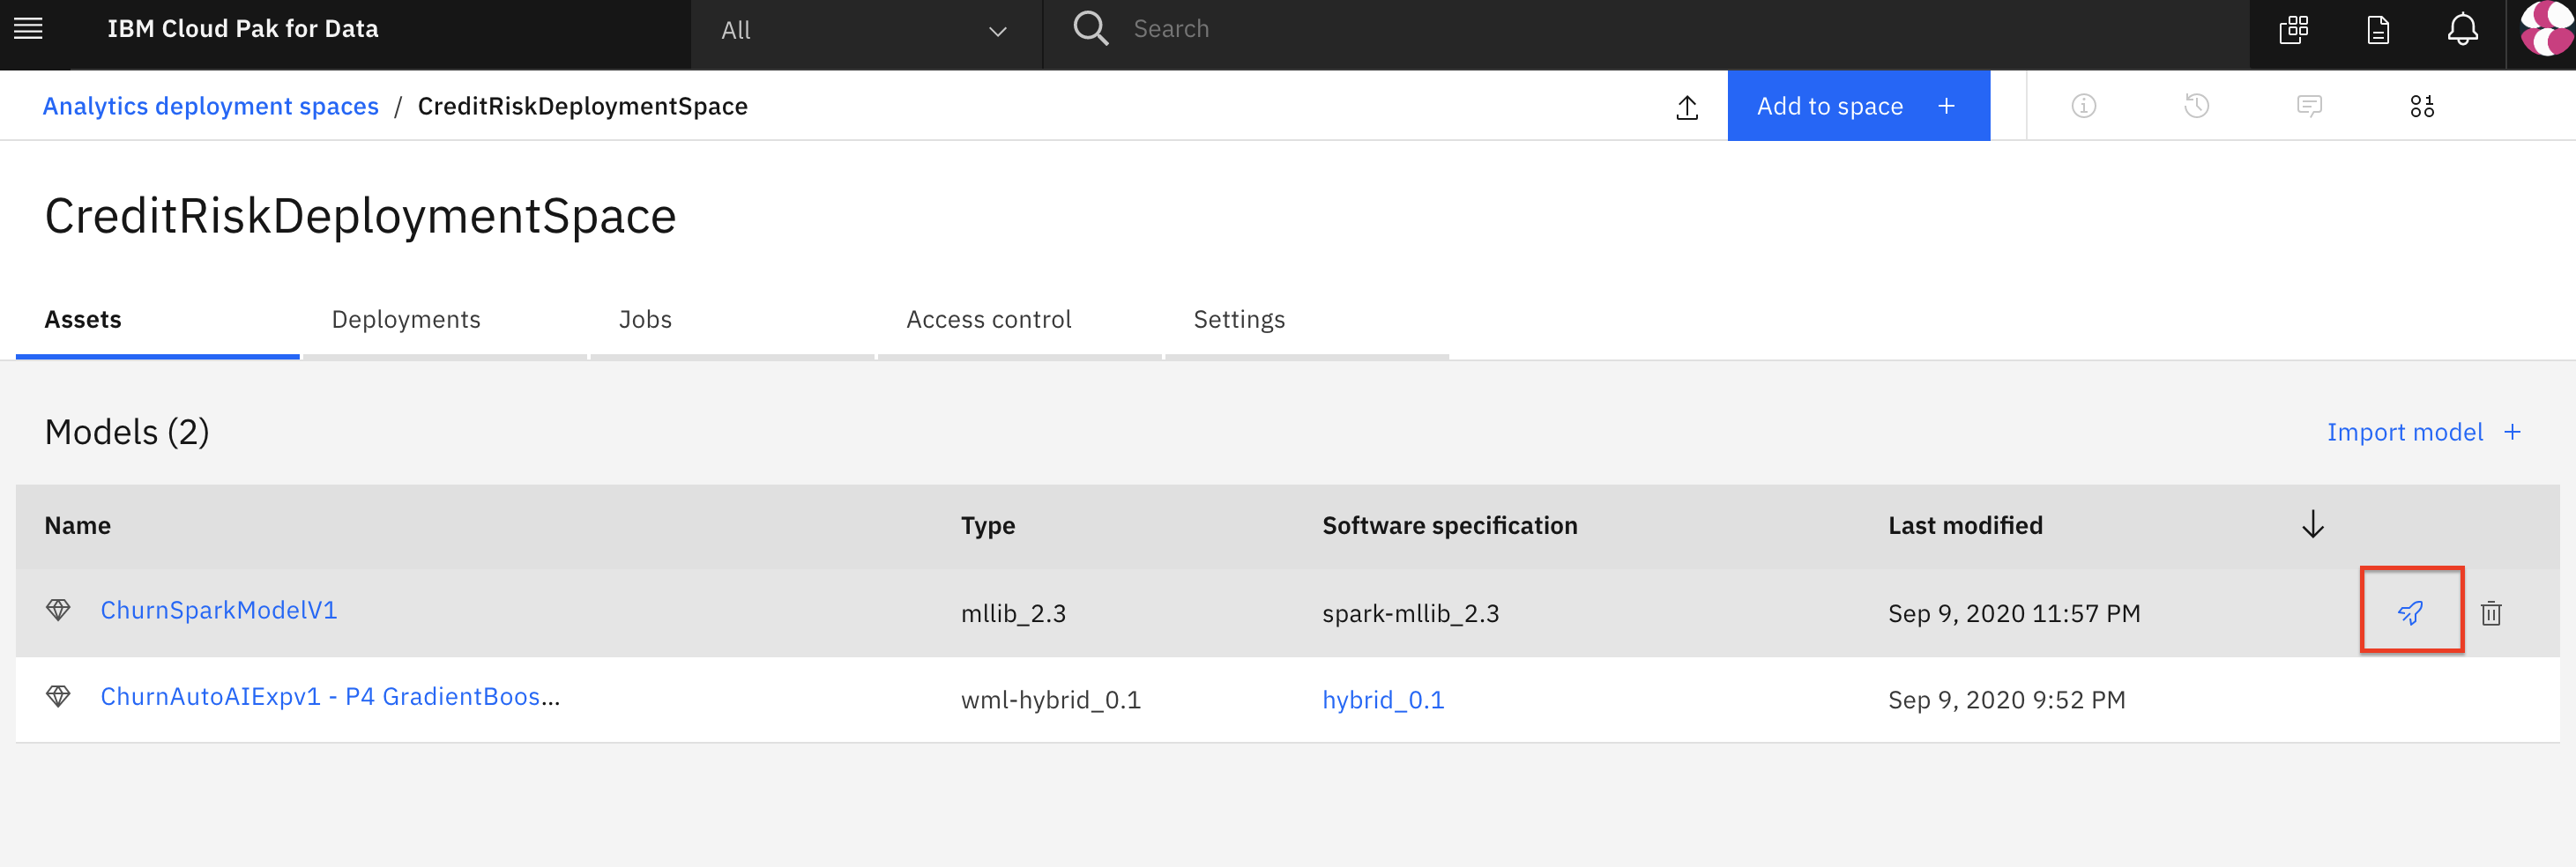 IBM Cloud Pak for Data All Search
Analytics deployment spaces / CreditRiskDeploymentSpace Add to space +
CreditRiskDeploymentSpace
Assets Deployments Jobs Access control Settings
Models (2) Import model +
Name Type Software specification Last modified
ChurnSparkModelV1 mllib_2.3 spark-mllib_2.3 Sep 9, 2020 11:57 PM
ChurnAutoAIExpv1 - P4 GradientBoos... wml-hybrid_0.1 hybrid_0.1 Sep 9, 2020 9:52 PM